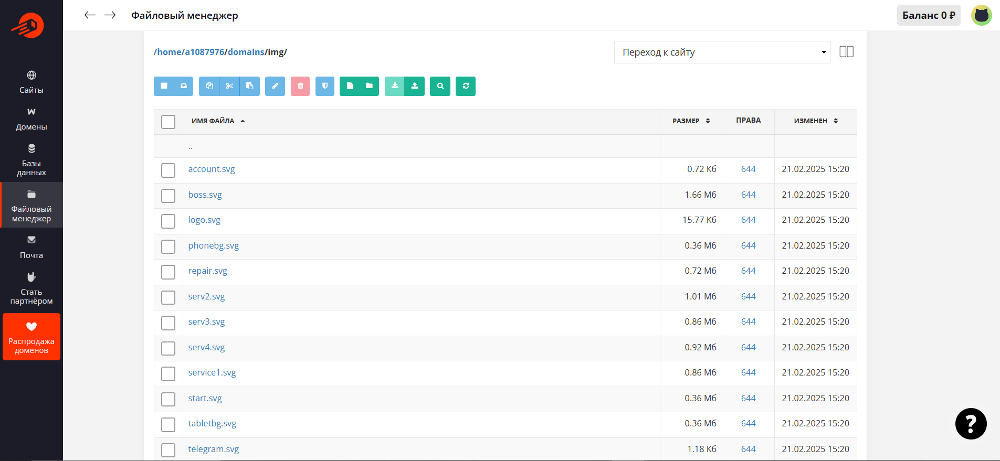 Файловый менеджер
Баланс 0 ₽
Сайты
Домены
Базы
данных
Файловый
менеджер
Почта
Стать
партнёром
Распродажа
доменов
/home/a1087976/domains/img/
Переход к сайту
ИМЯ ФАЙЛА РАЗМЕР ПРАВА ИЗМЕНЕН
..
account.svg 0.72 Кб 644 21.02.2025 15:20
boss.svg 1.66 Мб 644 21.02.2025 15:20
logo.svg 15.77 Кб 644 21.02.2025 15:20
phonebg.svg 0.36 Мб 644 21.02.2025 15:20
repair.svg 0.72 Мб 644 21.02.2025 15:20
serv2.svg 1.01 Мб 644 21.02.2025 15:20
serv3.svg 0.86 Мб 644 21.02.2025 15:20
serv4.svg 0.92 Мб 644 21.02.2025 15:20
service1.svg 0.86 Мб 644 21.02.2025 15:20
start.svg 0.36 Мб 644 21.02.2025 15:20
tabletbg.svg 0.36 Мб 644 21.02.2025 15:20
telegram.svg 1.18 Кб 644 21.02.2025 15:20
?